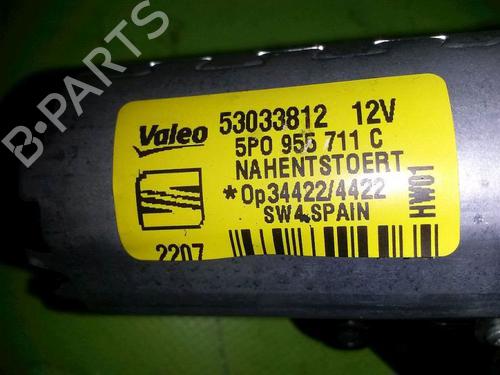 B-PARTS
Valeo 53033812 12V
5P0 955 711 C
NAHENTSTOERT
*Op34422/4422
SW4 SPAIN
2207
HW01